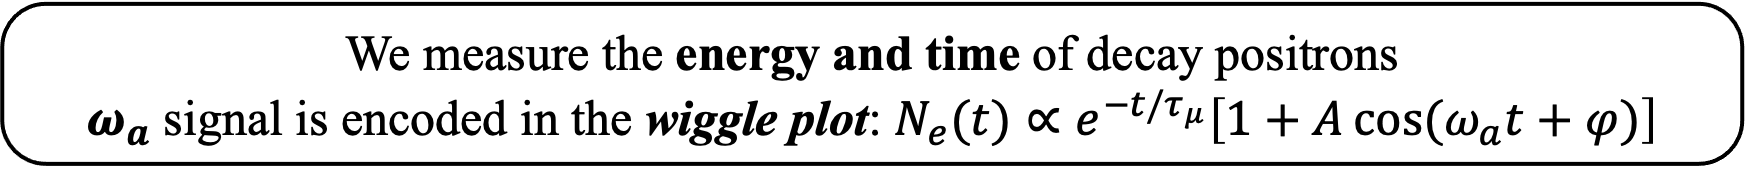 We measure the energy and time of decay positrons
ωₐ signal is encoded in the wiggle plot: Nₑ(t) ∝ e^{−t/τ_μ}[1 + A cos(ωₐt + φ)]